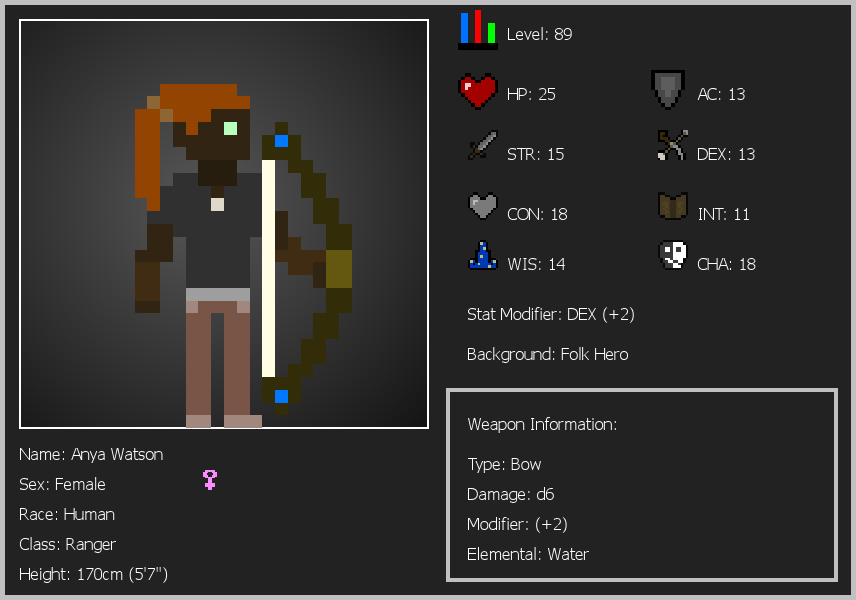 Level: 89
HP: 25
AC: 13
STR: 15
DEX: 13
CON: 18
INT: 11
WIS: 14
CHA: 18
Stat Modifier: DEX (+2)
Background: Folk Hero
Weapon Information:
Type: Bow
Damage: d6
Modifier: (+2)
Elemental: Water
Name: Anya Watson
Sex: Female
Race: Human
Class: Ranger
Height: 170cm (5'7")